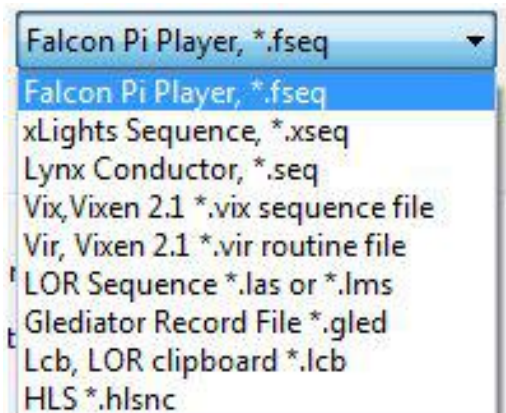 Falcon Pi Player, *.fseq
Falcon Pi Player, *.fseq
xLights Sequence, *.xseq
Lynx Conductor, *.seq
Vix,Vixen 2.1 *.vix sequence file
Vir, Vixen 2.1 *.vir routine file
LOR Sequence *.las or *.lms
Glediator Record File *.gled
Lcb, LOR clipboard *.lcb
HLS *.hlsnc